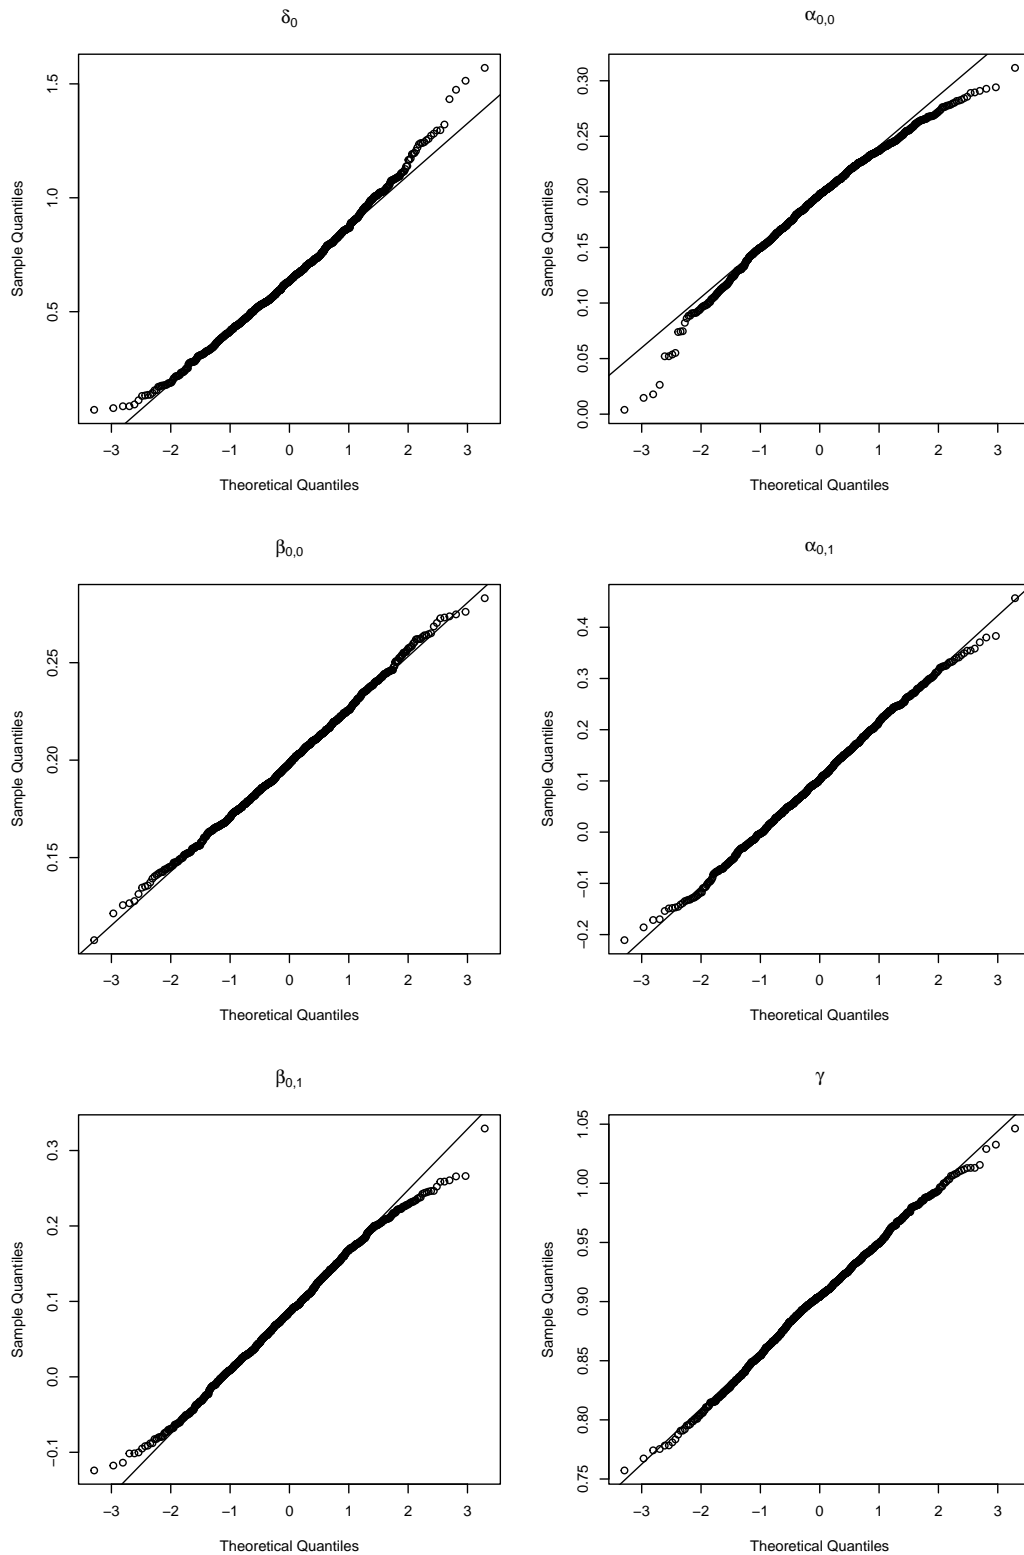 δ0 α0,0
Sample Quantiles
1.5
1.0
0.5
−3 −2 −1 0 1 2 3
Theoretical Quantiles
Sample Quantiles
0.30
0.25
0.20
0.15
0.10
0.05
0.00
−3 −2 −1 0 1 2 3
Theoretical Quantiles
β0,0 α0,1
Sample Quantiles
0.25
0.20
0.15
−3 −2 −1 0 1 2 3
Theoretical Quantiles
Sample Quantiles
0.4
0.3
0.2
0.1
0.0
−0.1
−0.2
−3 −2 −1 0 1 2 3
Theoretical Quantiles
β0,1 γ
Sample Quantiles
0.3
0.2
0.1
0.0
−0.1
−3 −2 −1 0 1 2 3
Theoretical Quantiles
Sample Quantiles
1.05
1.00
0.95
0.90
0.85
0.80
0.75
−3 −2 −1 0 1 2 3
Theoretical Quantiles